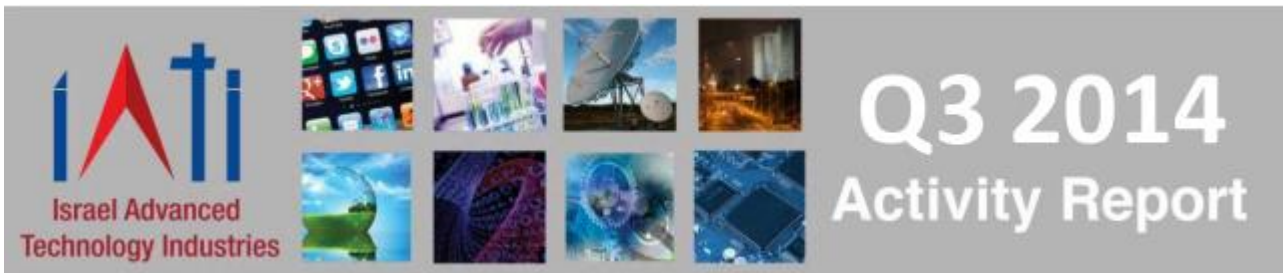 iATi
Israel Advanced
Technology Industries
Q3 2014
Activity Report